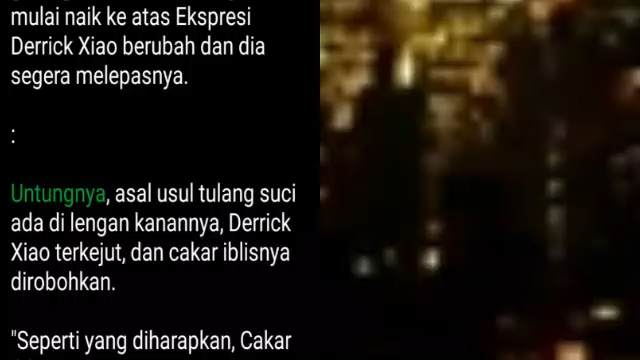 mulai naik ke atas Ekspresi
Derrick Xiao berubah dan dia
segera melepasnya.
:
Untungnya, asal usul tulang suci
ada di lengan kanannya, Derrick
Xiao terkejut, dan cakar iblisnya
dirobohkan.
"Seperti yang diharapkan, Cakar